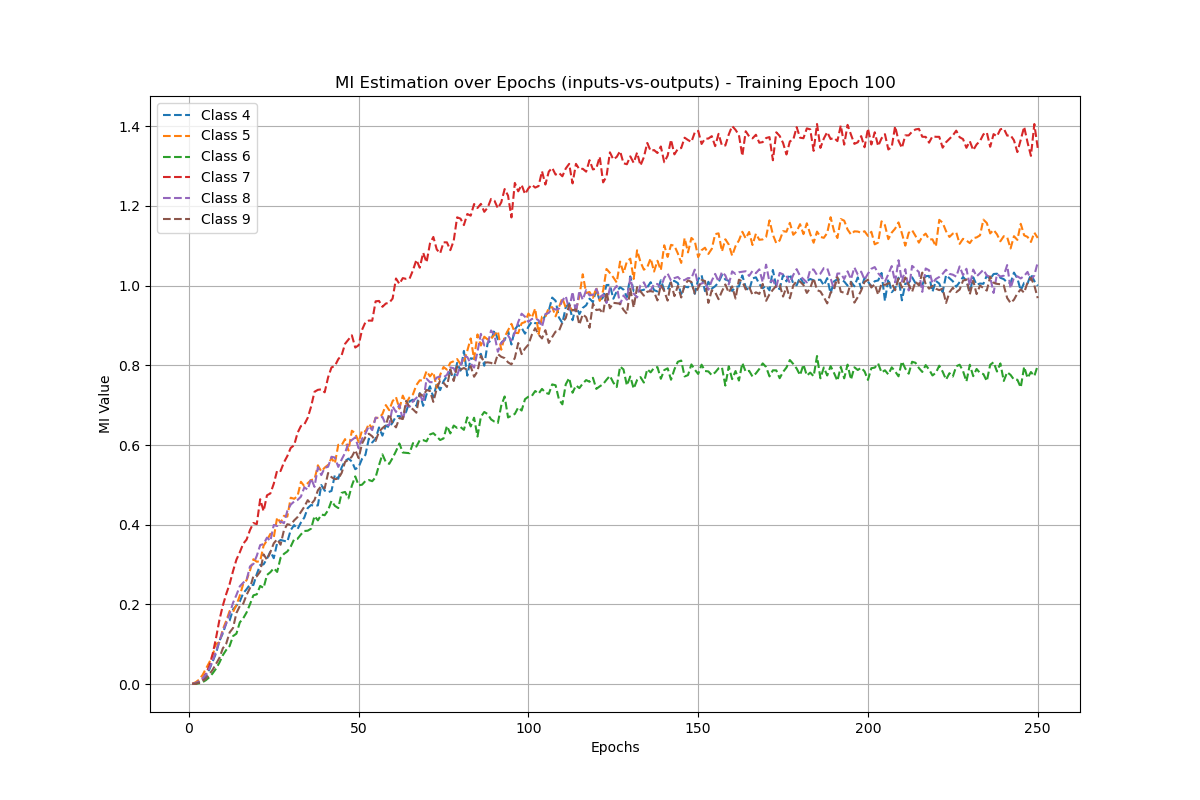 MI Estimation over Epochs (inputs-vs-outputs) - Training Epoch 100
Class 4
Class 5
Class 6
Class 7
Class 8
Class 9
MI Value
1.4
1.2
1.0
0.8
0.6
0.4
0.2
0.0
0 50 100 150 200 250
Epochs